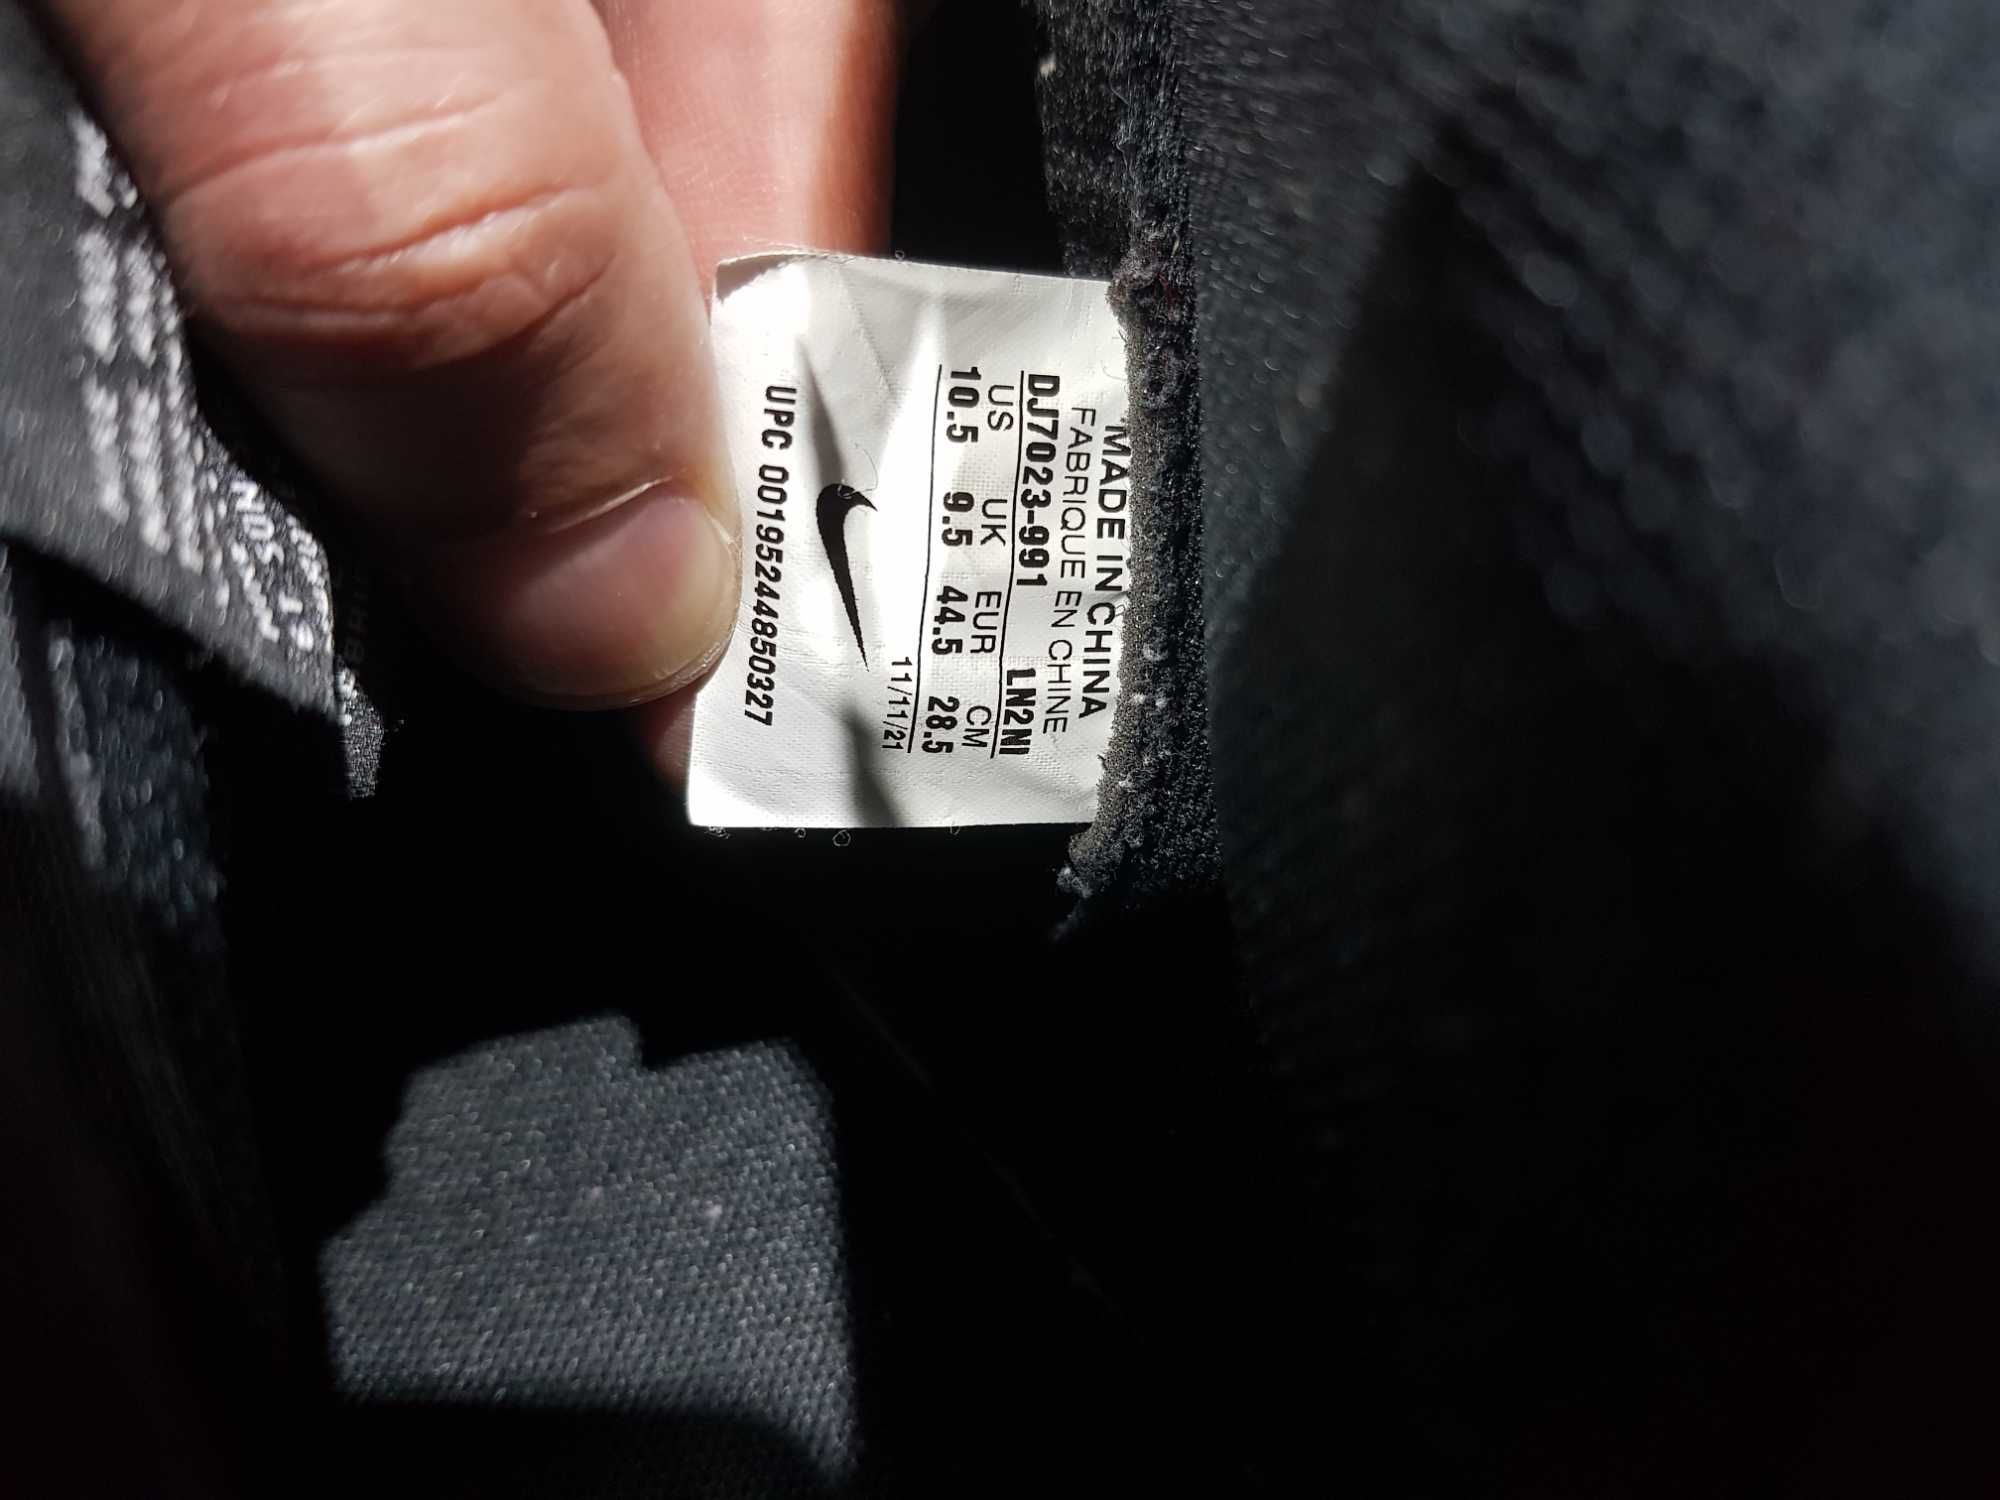 MADE IN CHINA
FABRIQUE EN CHINE
DJ7023-991 LN2NI
US UK EUR CM
10.5 9.5 44.5 28.5
11/11/21
UPC 00195244850327